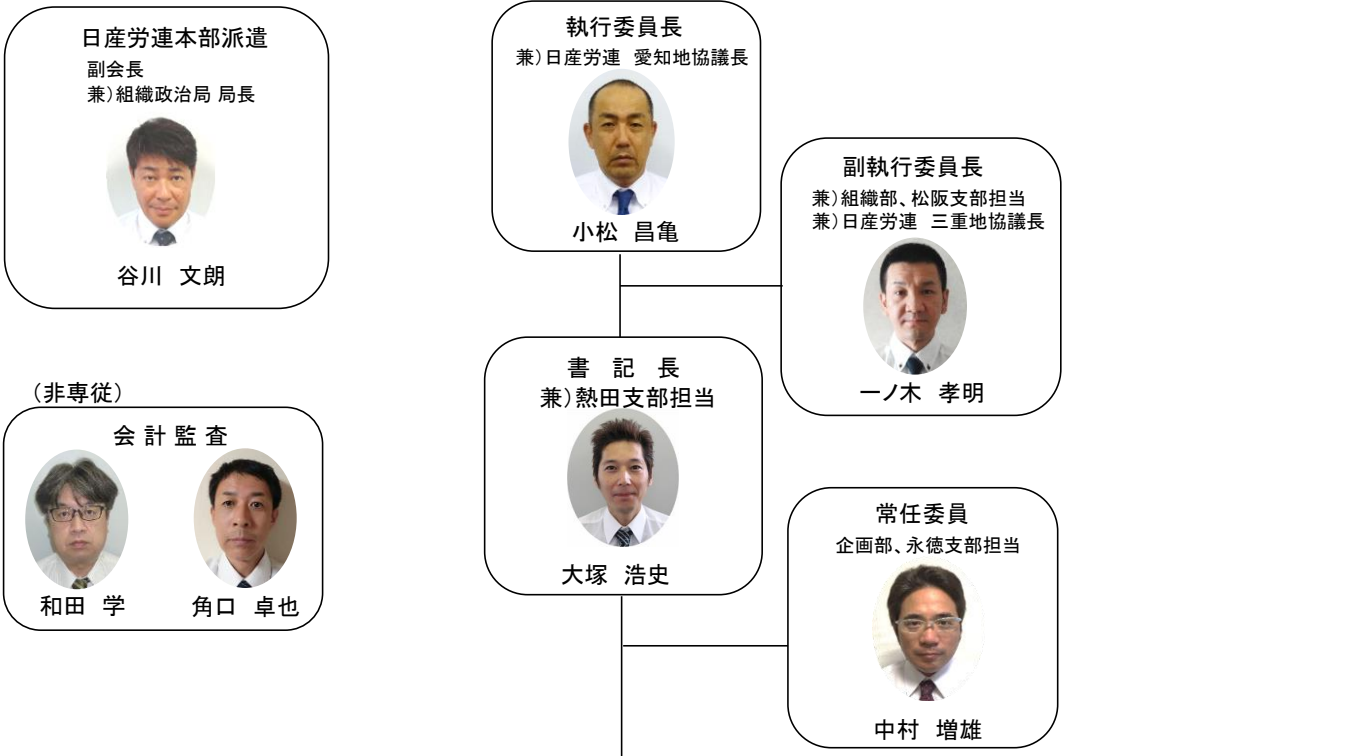 日産労連本部派遣
副会長
兼)組織政治局 局長
谷川 文朗
執行委員長
兼)日産労連 愛知地協議長
小松 昌亀
副執行委員長
兼)組織部、松阪支部担当
兼)日産労連 三重地協議長
一ノ木 孝明
書 記 長
兼)熱田支部担当
大塚 浩史
(非専従)
会 計 監 査
和田 学 角口 卓也
常任委員
企画部、永徳支部担当
中村 増雄